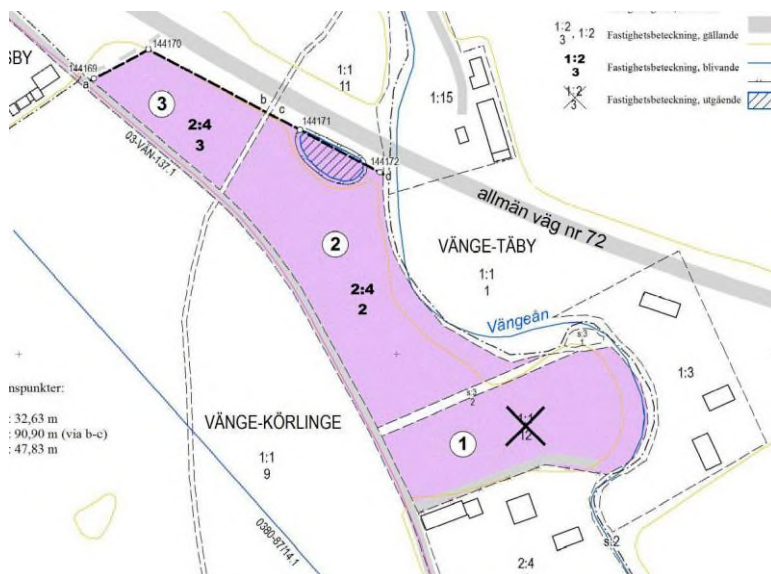 1:2
3 , 1:2
Fastighetsbeteckning, gällande
1:2
3
Fastighetsbeteckning, blivande
1:2
3
Fastighetsbeteckning, utgående
SBY
144169
a
144170
1:1
11
1:15
b
c
144171
144172
d
3
2:4
3
03-VÄN-137.1
allmän väg nr 72
2
VÄNGE-TÄBY
1:1
1
2:4
2
Vängeån
s:3
1
1:3
s:3
2
nspunkter:
: 32,63 m
: 90,90 m (via b-c)
: 47,83 m
VÄNGE-KÖRLINGE
1:1
9
1
1:1
12
0380-87/14.1
s:2
2:4